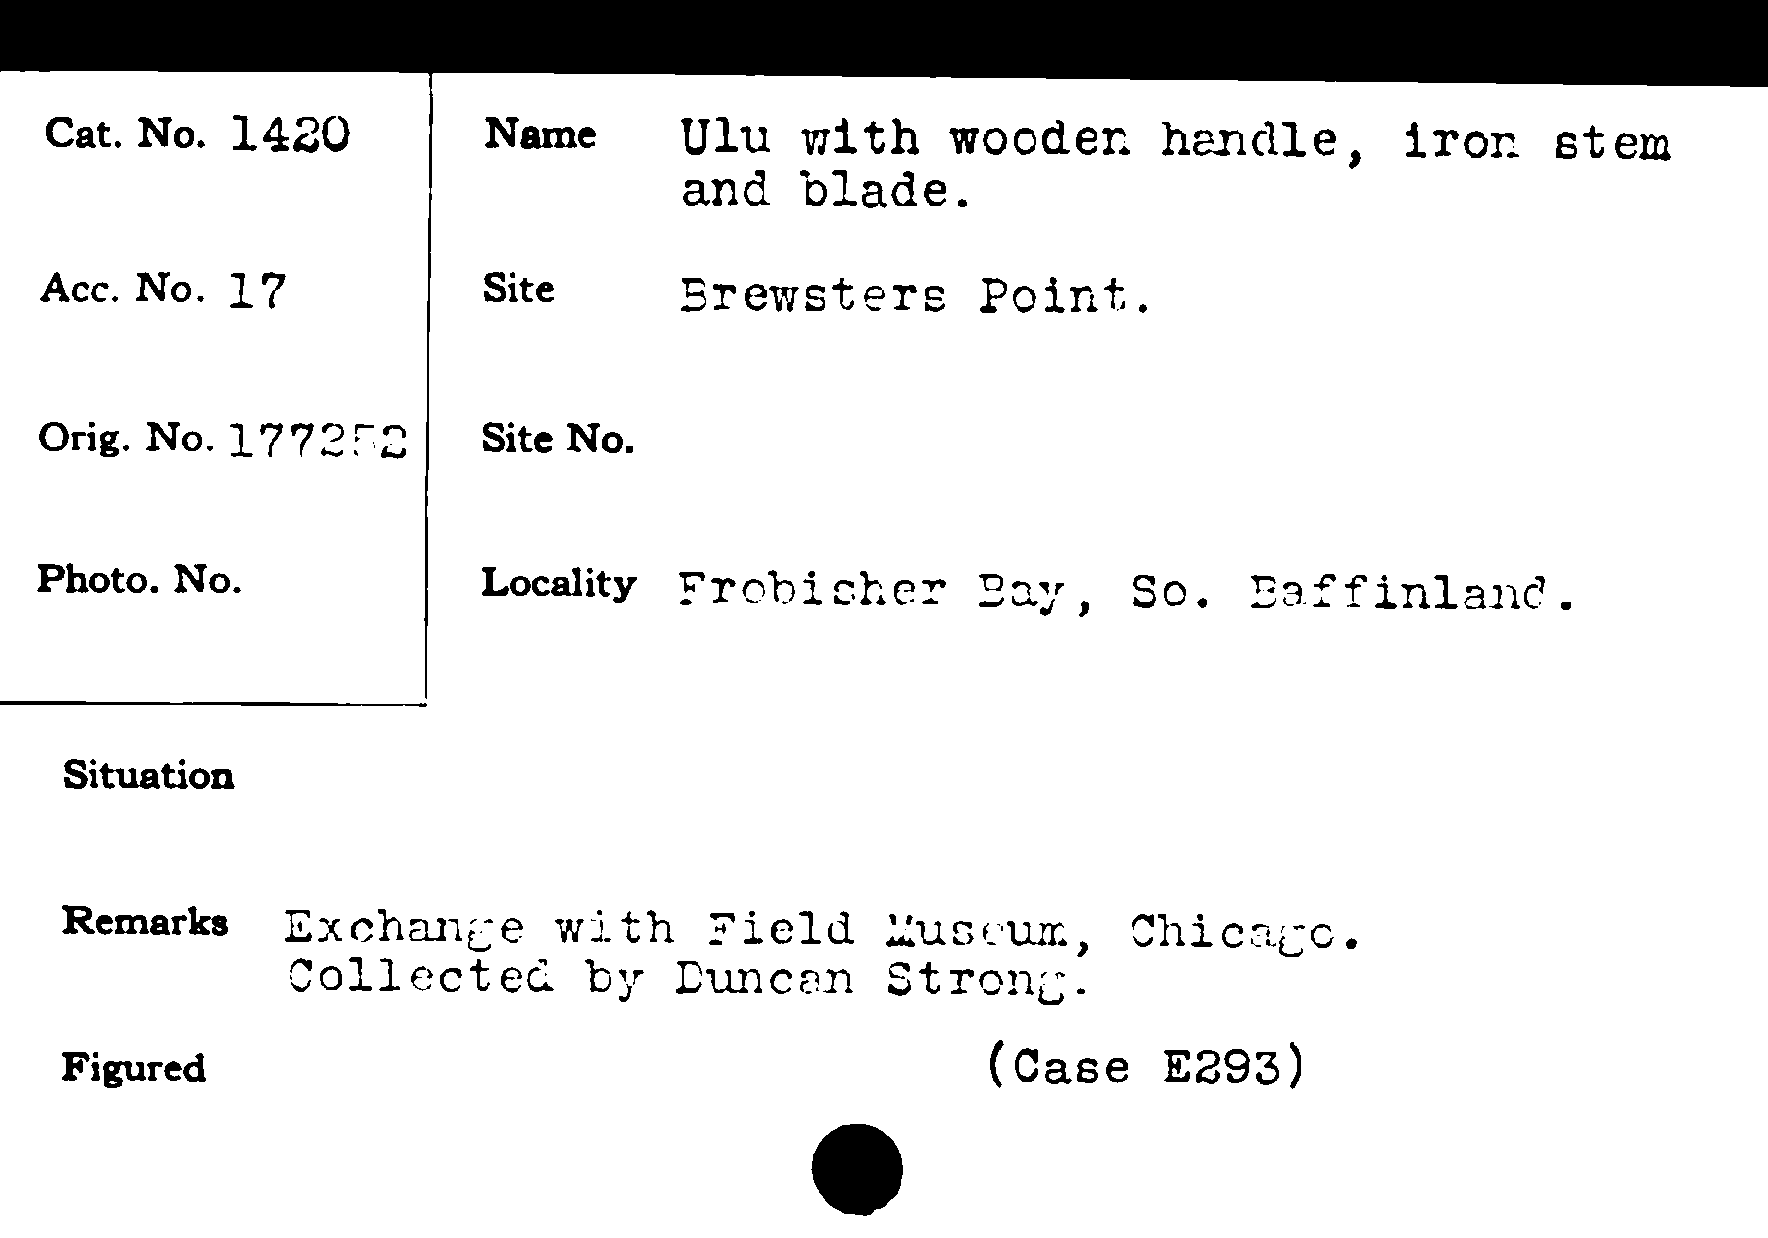 Cat. No. 1420
Name Ulu with wooden handle, iron stem
and blade.
Acc. No. 17
Site Brewsters Point.
Orig. No. 177252
Site No.
Photo. No.
Locality Frobisher Bay, So. Baffinland.
Situation
Remarks Exchange with Field Museum, Chicago.
Collected by Duncan Strong.
Figured (Case E293)